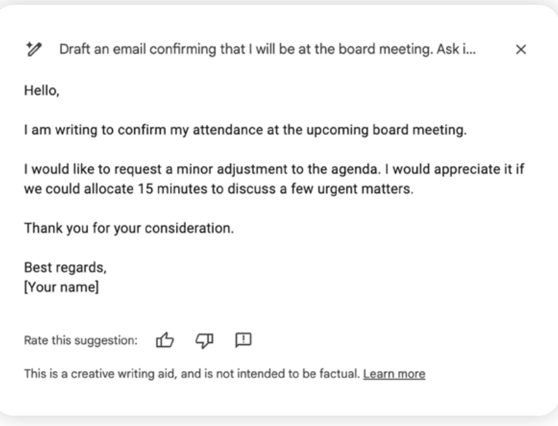 Draft an email confirming that I will be at the board meeting. Ask i...
Hello,
I am writing to confirm my attendance at the upcoming board meeting.
I would like to request a minor adjustment to the agenda. I would appreciate it if
we could allocate 15 minutes to discuss a few urgent matters.
Thank you for your consideration.
Best regards,
[Your name]
Rate this suggestion:
This is a creative writing aid, and is not intended to be factual. Learn more